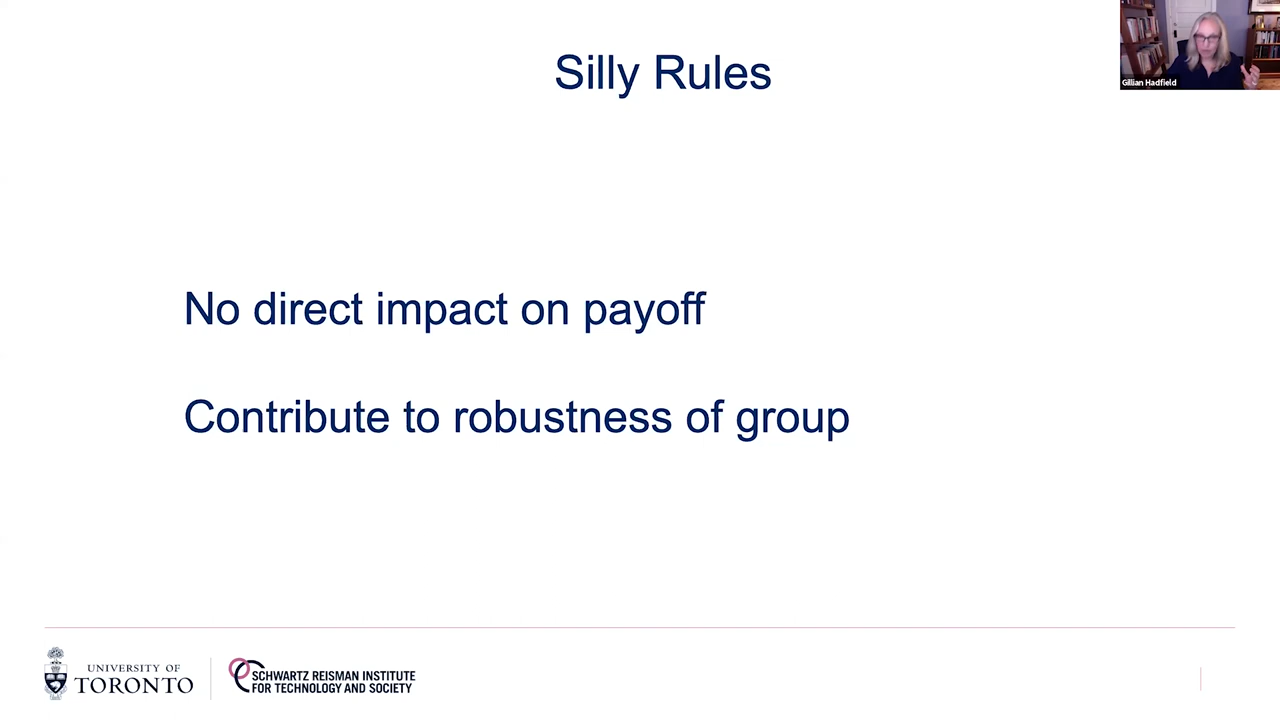 Silly Rules
Gillian Hadfield
No direct impact on payoff
Contribute to robustness of group
UNIVERSITY OF
TORONTO
SCHWARTZ REISMAN INSTITUTE
FOR TECHNOLOGY AND SOCIETY